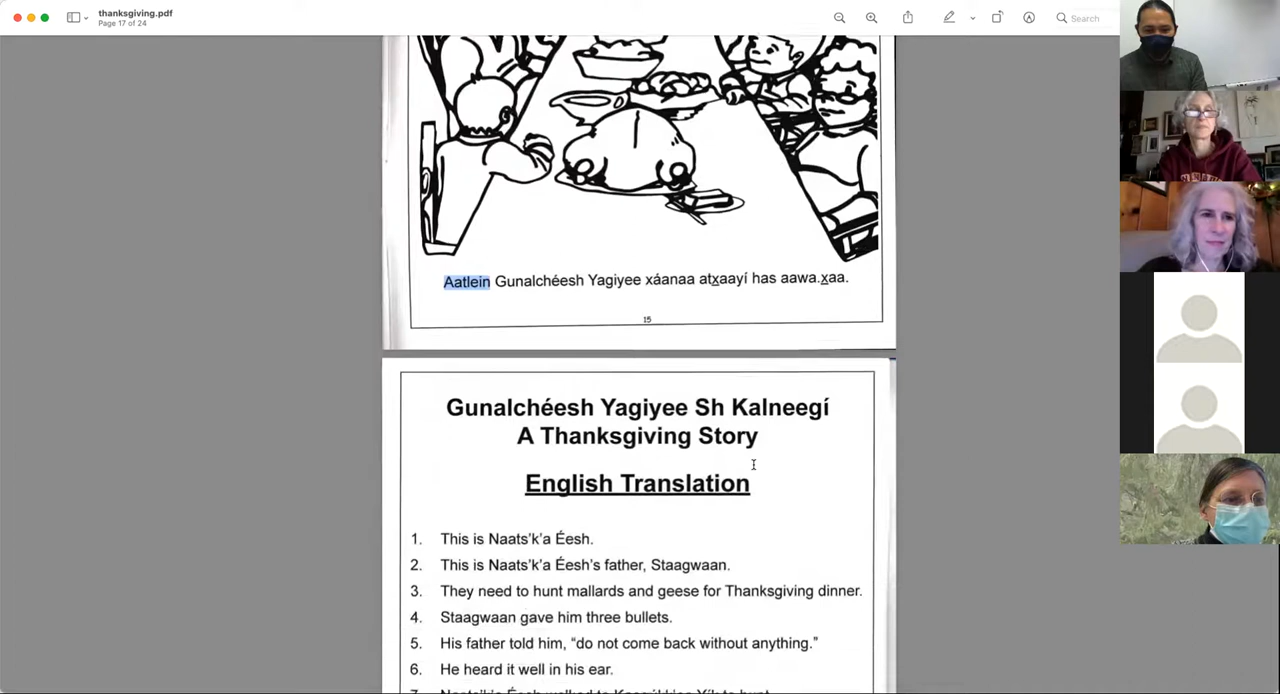 thanksgiving.pdf
Page 17 of 24
Search
Aatlein Gunalchéesh Yagiyee xáanaa atx̲aayí has aawa.x̲aa.
15
Gunalchéesh Yagiyee Sh Kalneegí
A Thanksgiving Story
English Translation
1. This is Naats’k’a Éesh.
2. This is Naats’k’a Éesh’s father, Staagwaan.
3. They need to hunt mallards and geese for Thanksgiving dinner.
4. Staagwaan gave him three bullets.
5. His father told him, “do not come back without anything.”
6. He heard it well in his ear.